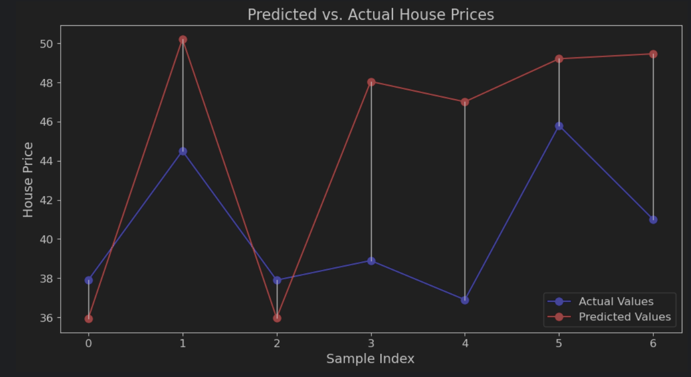 Predicted vs. Actual House Prices
House Price
50
48
46
44
42
40
38
36
0 1 2 3 4 5 6
Sample Index
Actual Values
Predicted Values